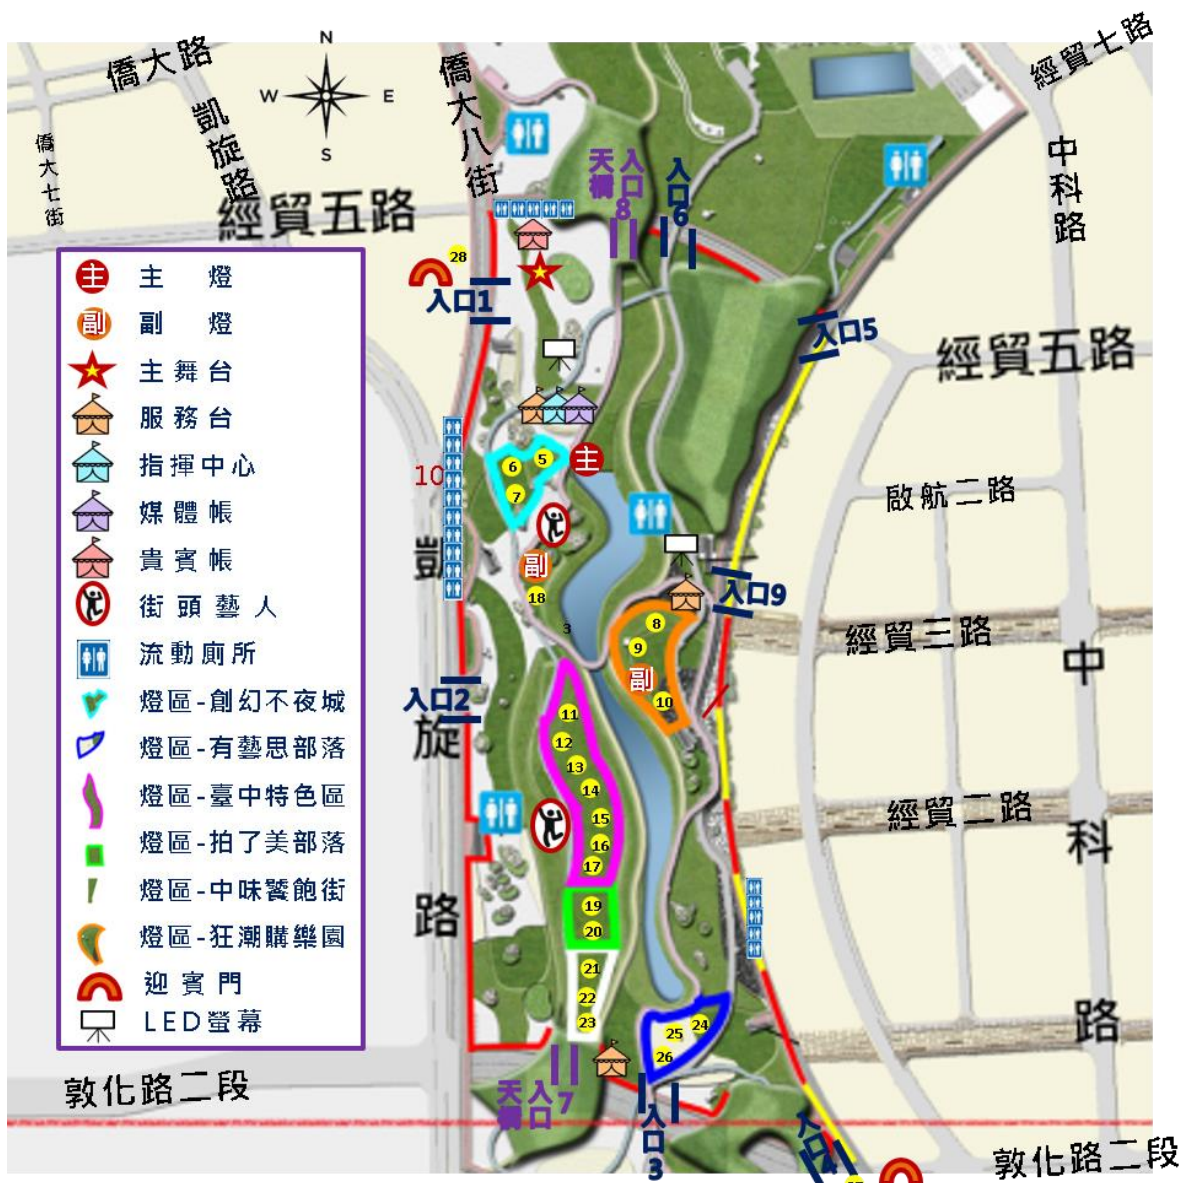 N
W E
S
僑大路
凱旋路
僑大七街
僑大八街
經貿七路
中科路
經貿五路
天橋入口8
入口6
28
入口1
入口5
經貿五路
主 主燈
副 副燈
主舞台
服務台
指揮中心
媒體帳
貴賓帳
街頭藝人
流動廁所
燈區-創幻不夜城
燈區-有藝思部落
燈區-臺中特色區
燈區-拍了美部落
燈區-中味饕飽街
燈區-狂潮購樂園
迎賓門
LED螢幕
10
凱旋路
5
6
7
主
副
18
3
啟航二路
入口9
經貿三路
8
9
副
10
入口2
中科路
11
12
13
14
15
16
17
經貿二路
19
20
21
22
23
24
25
26
敦化路二段
天橋入口7
入口3
入口4
敦化路二段